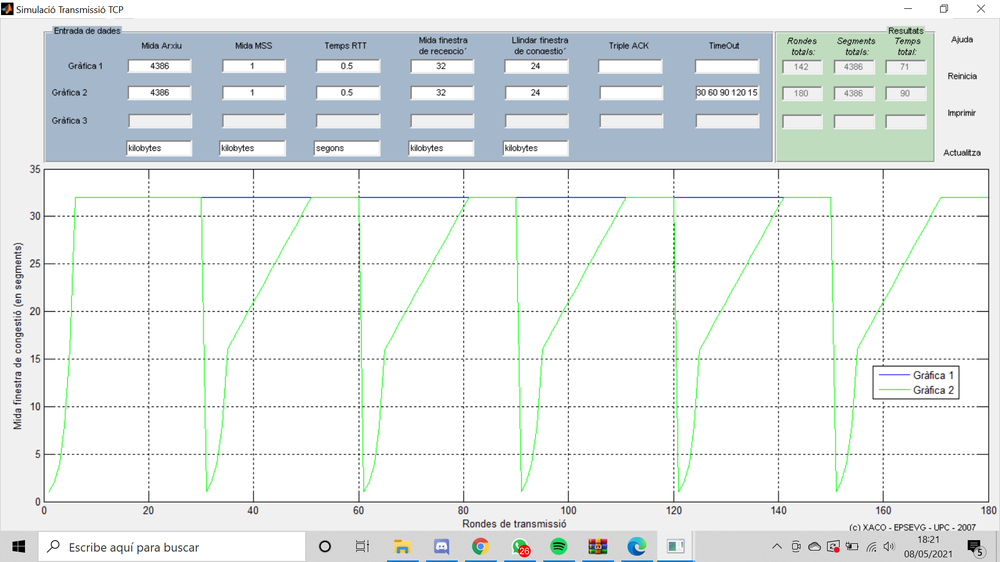 Simulació Transmissió TCP
Entrada de dades
Resultats
Mida Arxiu
Mida MSS
Temps RTT
Mida finestra
de recepcio´
Llindar finestra
de congestio´
Triple ACK
TimeOut
Rondes
totals:
Segments
totals:
Temps
total:
Ajuda
Gràfica 1 4386 1 0.5 32 24 142 4386 71
Reinicia
Gràfica 2 4386 1 0.5 32 24 30 60 90 120 15 180 4386 90
Imprimir
Gràfica 3
kilobytes kilobytes segons kilobytes kilobytes
Actualitza
35
30
25
20
15
10
5
0
Mida finestra de congestió (en segments)
Gràfica 1
Gràfica 2
0 20 40 60 80 100 120 140 160 180
Rondes de transmissió
(c) XACO - EPSEVG - UPC - 2007
Escribe aquí para buscar
26
18:21
08/05/2021
5